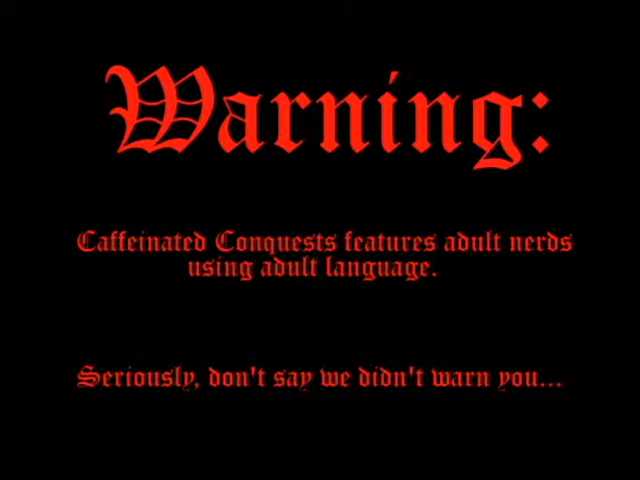 Warning:
Caffeinated Conquests features adult nerds
using adult language.
Seriously, don't say we didn't warn you...